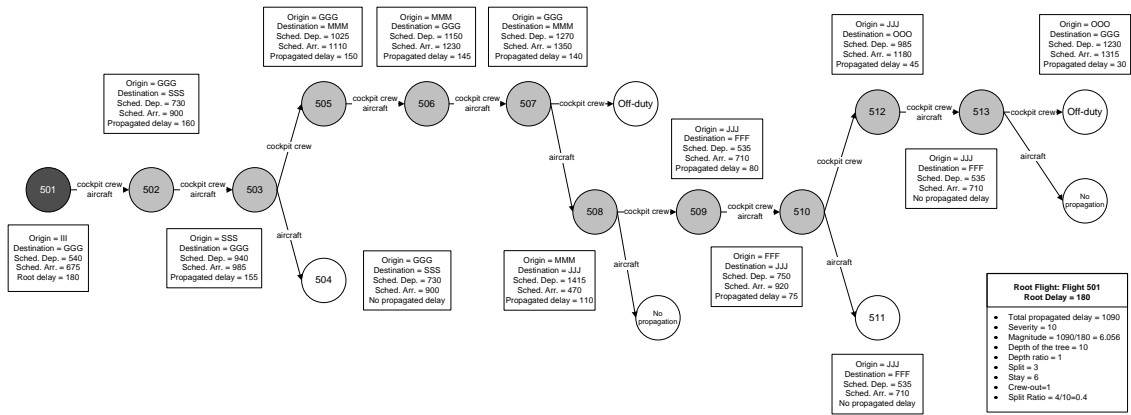 Origin = GGG
Destination = MMM
Sched. Dep. = 1025
Sched. Arr. = 1110
Propagated delay = 150
Origin = MMM
Destination = GGG
Sched. Dep. = 1150
Sched. Arr. = 1230
Propagated delay = 145
Origin = GGG
Destination = MMM
Sched. Dep. = 1270
Sched. Arr. = 1350
Propagated delay = 140
Origin = JJJ
Destination = OOO
Sched. Dep. = 985
Sched. Arr. = 1180
Propagated delay = 45
Origin = OOO
Destination = GGG
Sched. Dep. = 1230
Sched. Arr. = 1315
Propagated delay = 30
Origin = GGG
Destination = SSS
Sched. Dep. = 730
Sched. Arr. = 900
Propagated delay = 160
505
cockpit crew
aircraft
506
cockpit crew
aircraft
507
cockpit crew
Off-duty
512
cockpit crew
aircraft
513
cockpit crew
Off-duty
Origin = JJJ
Destination = FFF
Sched. Dep. = 535
Sched. Arr. = 710
Propagated delay = 80
cockpit crew
aircraft
cockpit crew
aircraft
Origin = JJJ
Destination = FFF
Sched. Dep. = 535
Sched. Arr. = 710
No propagated delay
501
cockpit crew
aircraft
502
cockpit crew
aircraft
503
aircraft
508
cockpit crew
509
cockpit crew
aircraft
510
aircraft
aircraft
No
propagation
Origin = III
Destination = GGG
Sched. Dep. = 540
Sched. Arr. = 675
Root delay = 180
Origin = SSS
Destination = GGG
Sched. Dep. = 940
Sched. Arr. = 985
Propagated delay = 155
504
Origin = GGG
Destination = SSS
Sched. Dep. = 730
Sched. Arr. = 900
No propagated delay
Origin = MMM
Destination = JJJ
Sched. Dep. = 1415
Sched. Arr. = 470
Propagated delay = 110
No
propagation
Origin = FFF
Destination = JJJ
Sched. Dep. = 750
Sched. Arr. = 920
Propagated delay = 75
511
Origin = JJJ
Destination = FFF
Sched. Dep. = 535
Sched. Arr. = 710
No propagated delay
Root Flight: Flight 501
Root Delay = 180
• Total propagated delay = 1090
• Severity = 10
• Magnitude = 1090/180 = 6.056
• Depth of the tree = 10
• Depth ratio = 1
• Split = 3
• Stay = 6
• Crew-out=1
• Split Ratio = 4/10=0.4